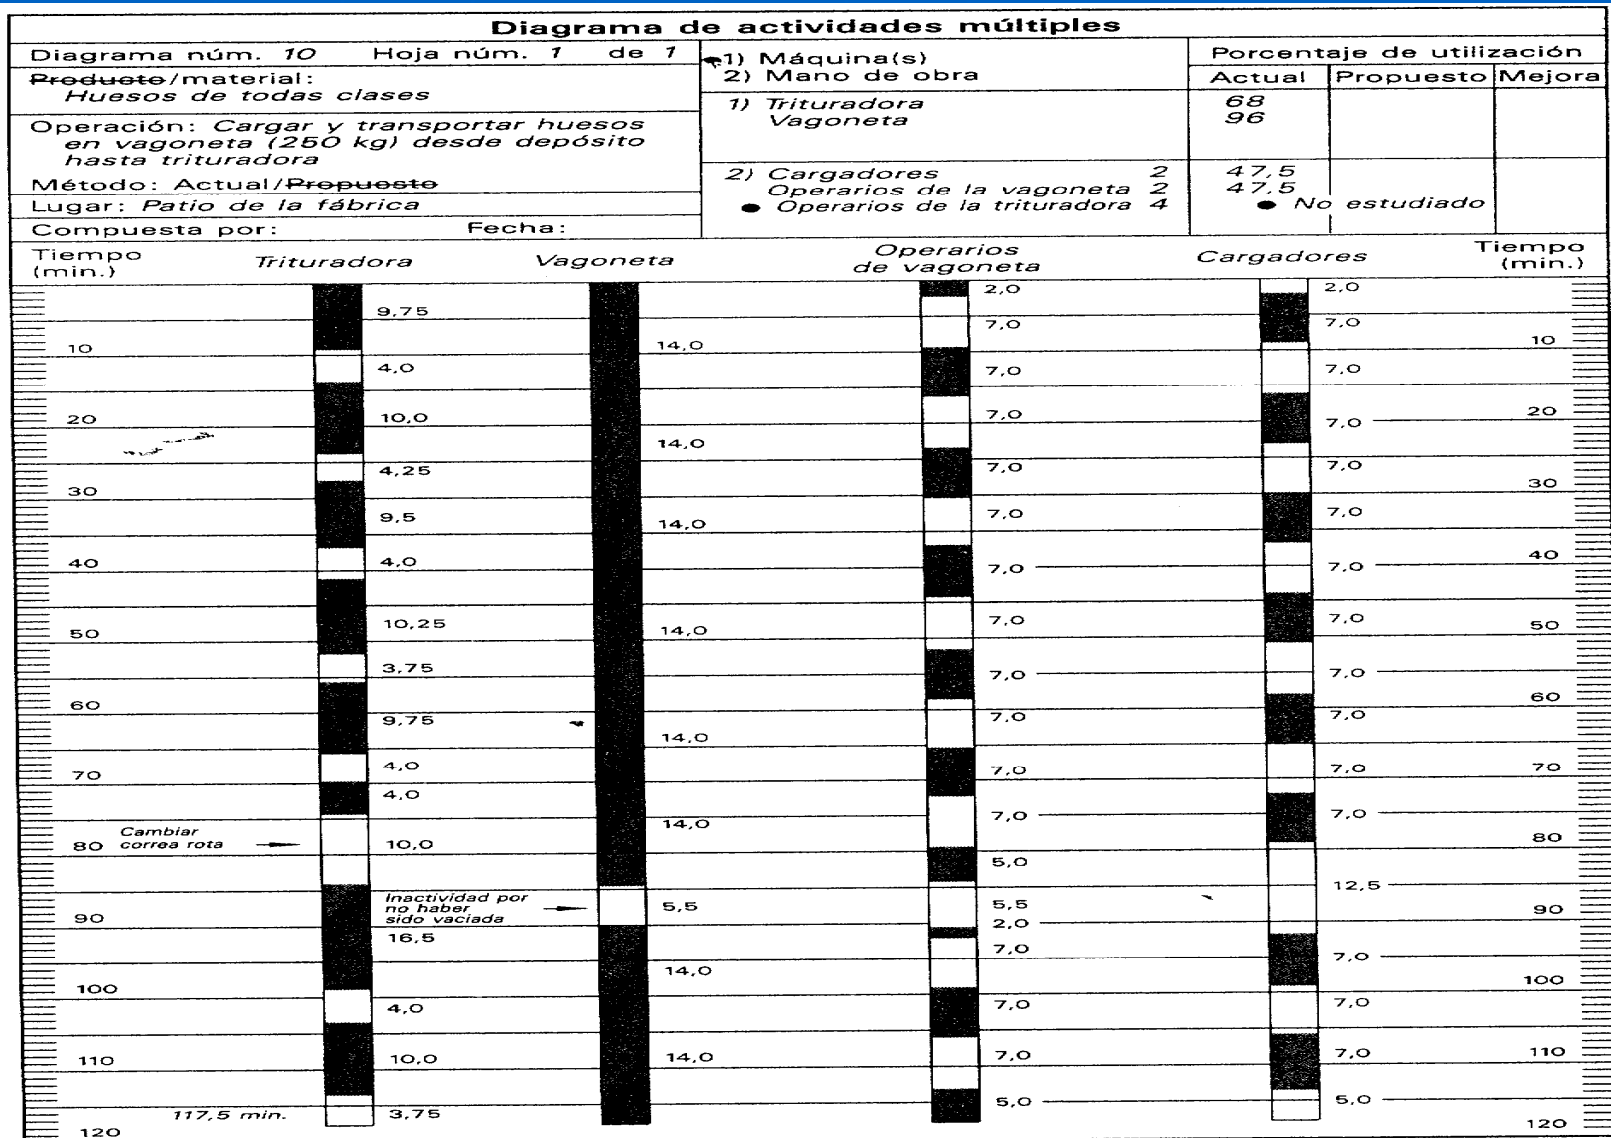 Diagrama de actividades múltiples
Diagrama núm. 10 Hoja núm. 1 de 1
Producto/material:
Huesos de todas clases
Operación: Cargar y transportar huesos
en vagoneta (250 kg) desde depósito
hasta trituradora
Método: Actual/Propuesto
Lugar: Patio de la fábrica
Compuesta por: Fecha:
1) Máquina(s)
2) Mano de obra
Porcentaje de utilización
Actual Propuesto Mejora
1) Trituradora 68
Vagoneta 96
2) Cargadores 2 47,5
Operarios de la vagoneta 2 47,5
● Operarios de la trituradora 4 ● No estudiado
Tiempo (min.) Trituradora Vagoneta Operarios de vagoneta Cargadores Tiempo (min.)
2,0 2,0
9,75
7,0 7,0
10 14,0 10
4,0 7,0 7,0
20 10,0 7,0 7,0 20
14,0
4,25 7,0 7,0
30 30
9,5 14,0 7,0 7,0
40 4,0 7,0 7,0 40
50 10,25 14,0 7,0 7,0 50
3,75 7,0 7,0
60 60
9,75 14,0 7,0 7,0
70 4,0 7,0 7,0 70
4,0
14,0 7,0 7,0
Cambiar
80 correa rota 10,0 80
5,0
12,5
Inactividad por
no haber
sido vaciada
5,5 5,5
90 2,0 90
16,5 7,0 7,0
14,0
100 100
4,0 7,0 7,0
110 10,0 14,0 7,0 7,0 110
117,5 min. 3,75 5,0 5,0
120 120